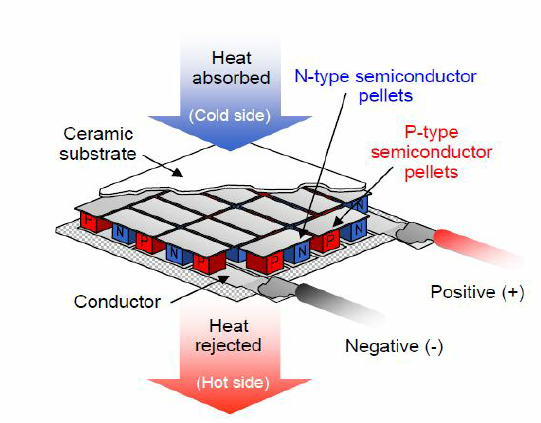 Heat
absorbed
(Cold side)
N-type semiconductor
pellets
Ceramic
substrate
P-type
semiconductor
pellets
N
N
P
N
P
N
P
P
N
P
N
Conductor
Positive (+)
Negative (-)
Heat
rejected
(Hot side)